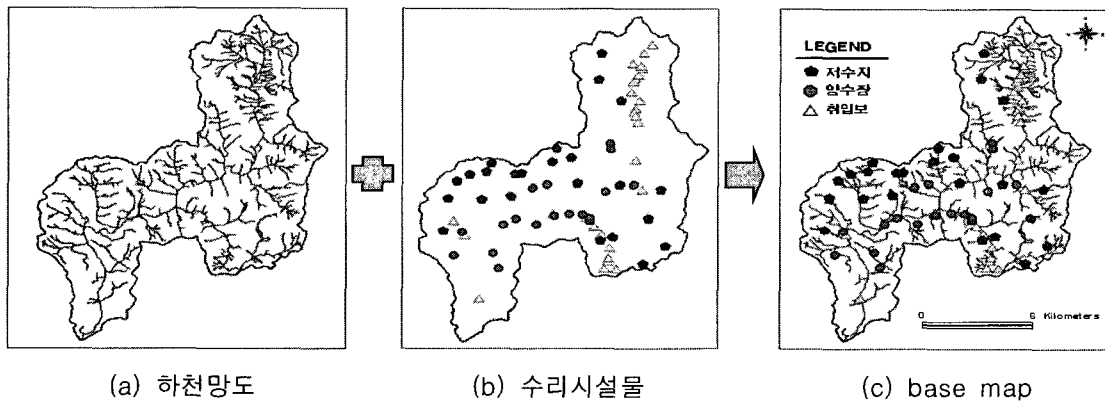 LEGEND
저수지
양수장
취입보
0 6 Kilometers
(a) 하천망도
(b) 수리시설물
(c) base map